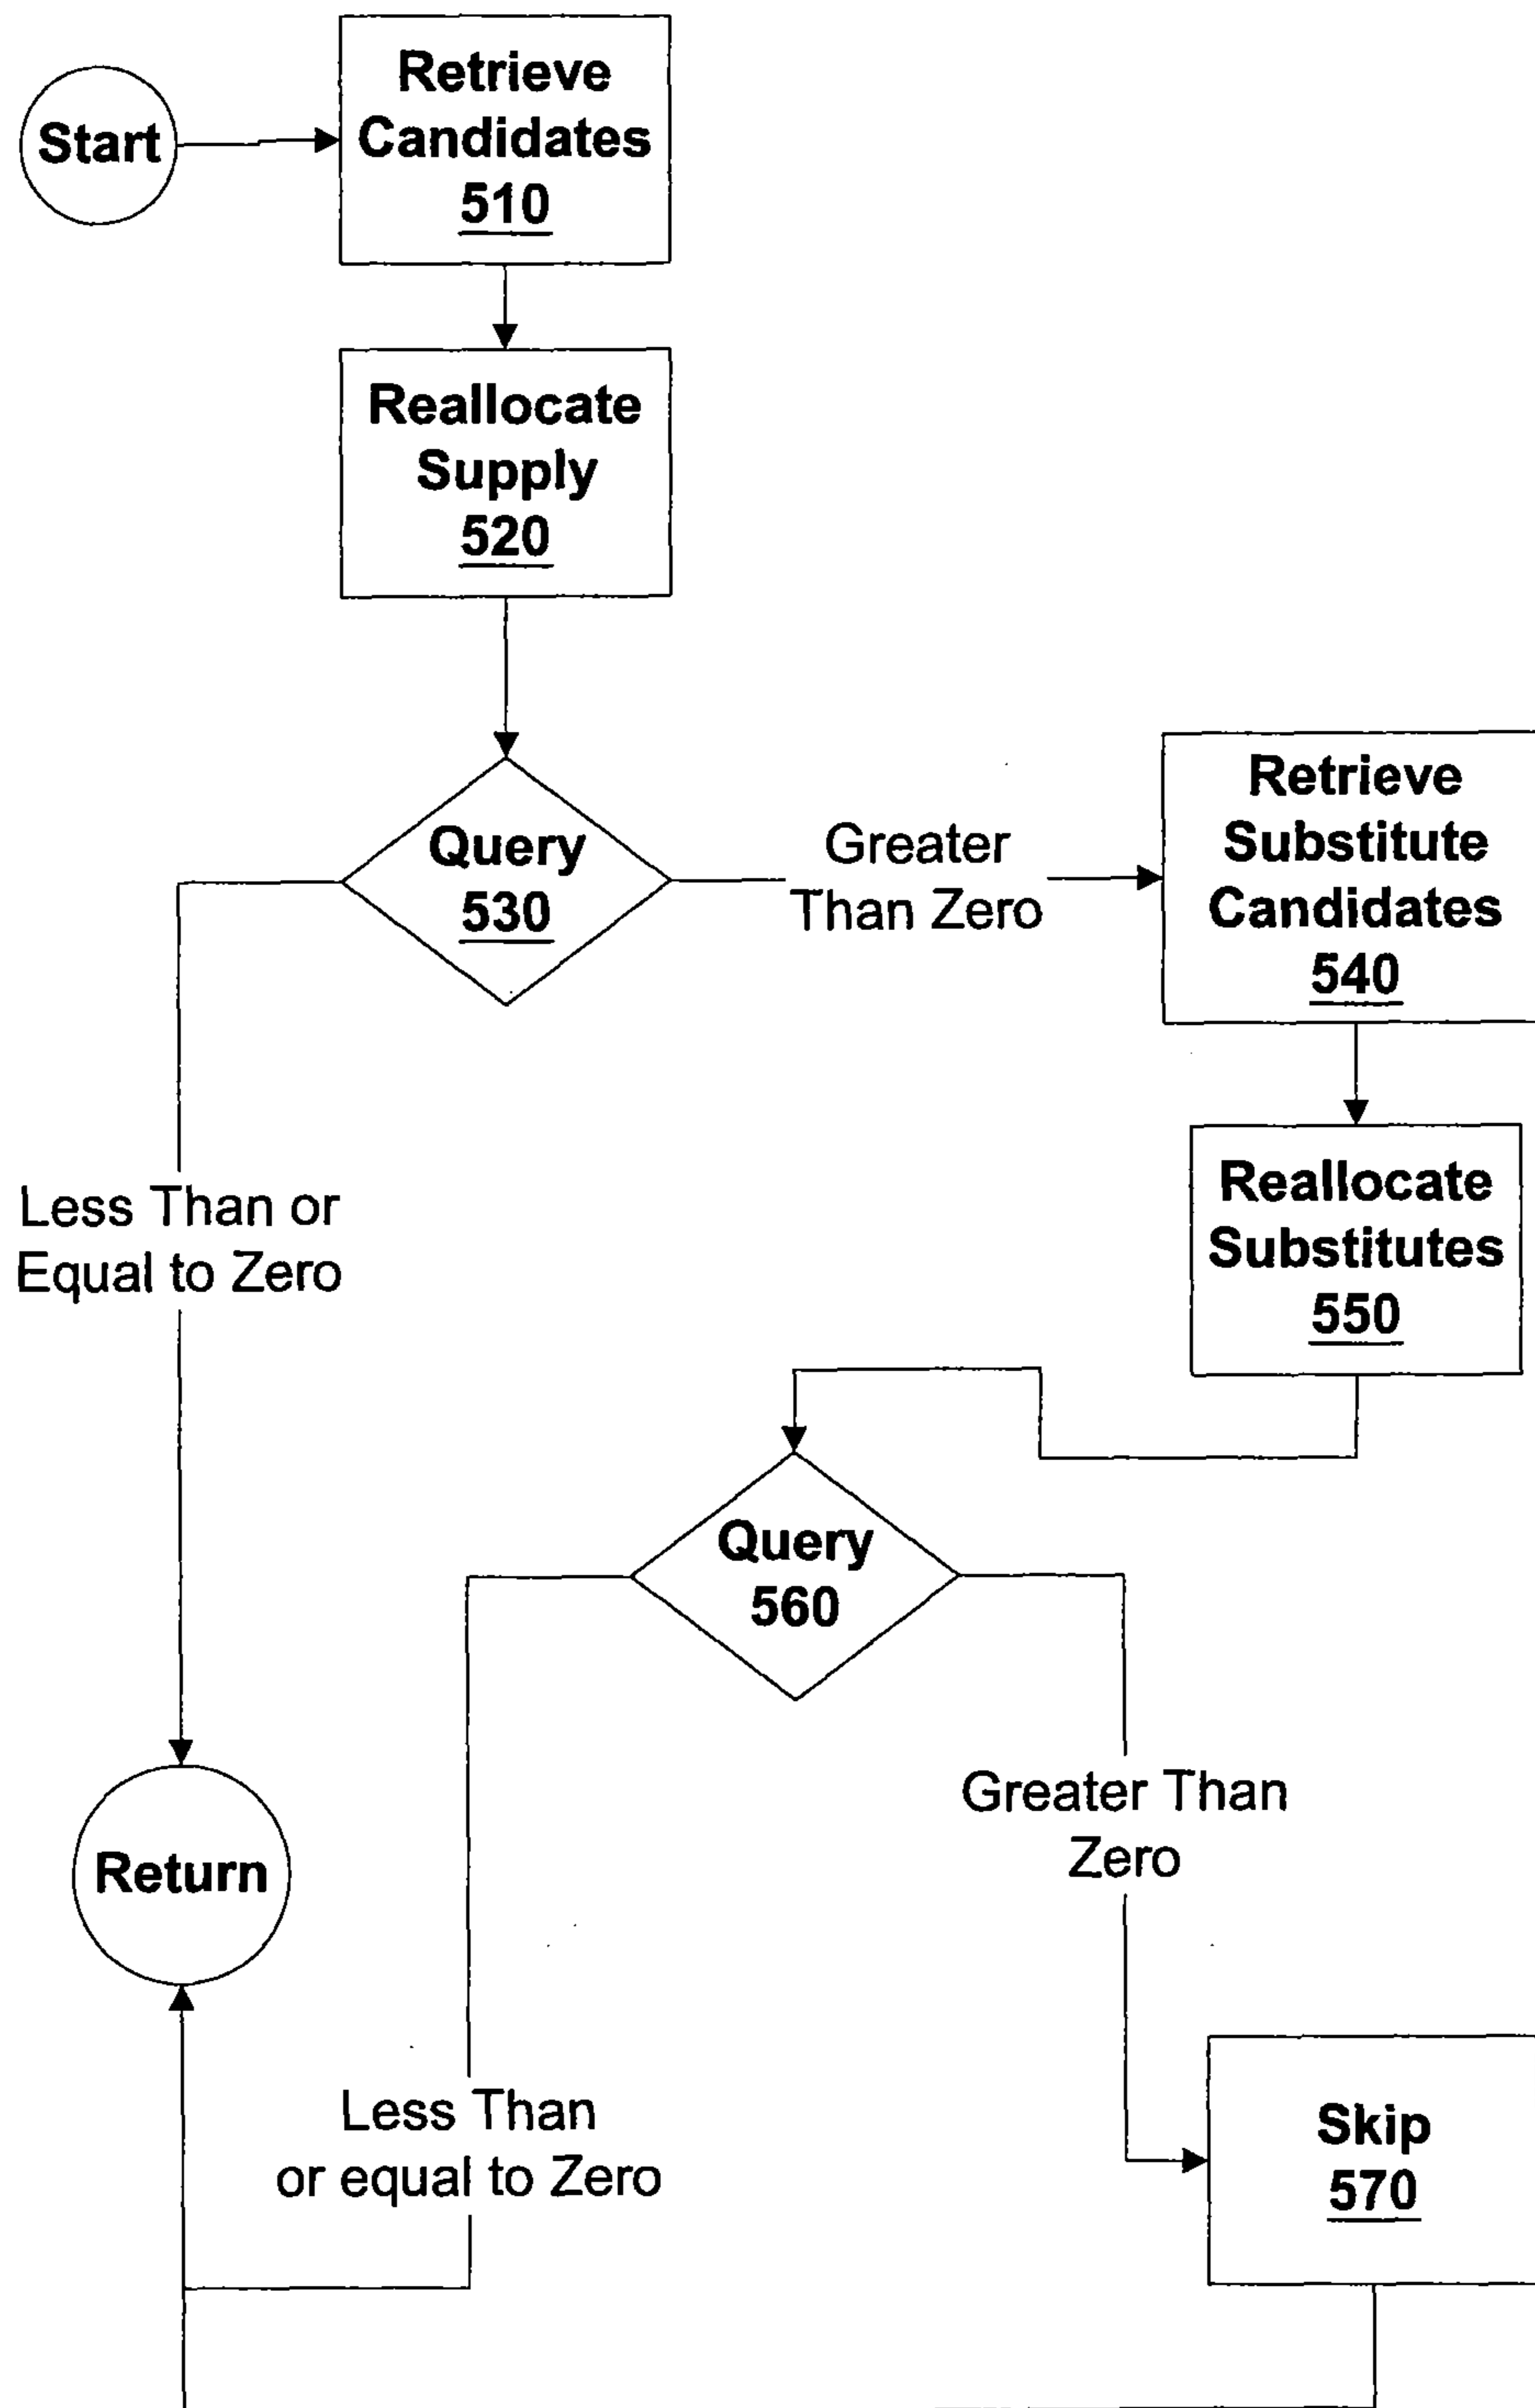 Start
Retrieve
Candidates
510
Reallocate
Supply
520
Query
530
Greater
Than Zero
Retrieve
Substitute
Candidates
540
Reallocate
Substitutes
550
Less Than or
Equal to Zero
Query
560
Greater Than
Zero
Return
Less Than
or equal to Zero
Skip
570